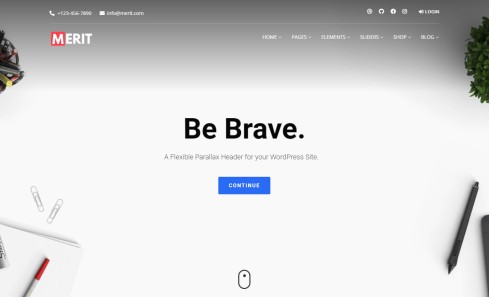 +123-456-7890 info@merit.com LOGIN
MERIT HOME PAGES ELEMENTS SLIDERS SHOP BLOG
Be Brave.
A Flexible Parallax Header for your WordPress Site.
CONTINUE